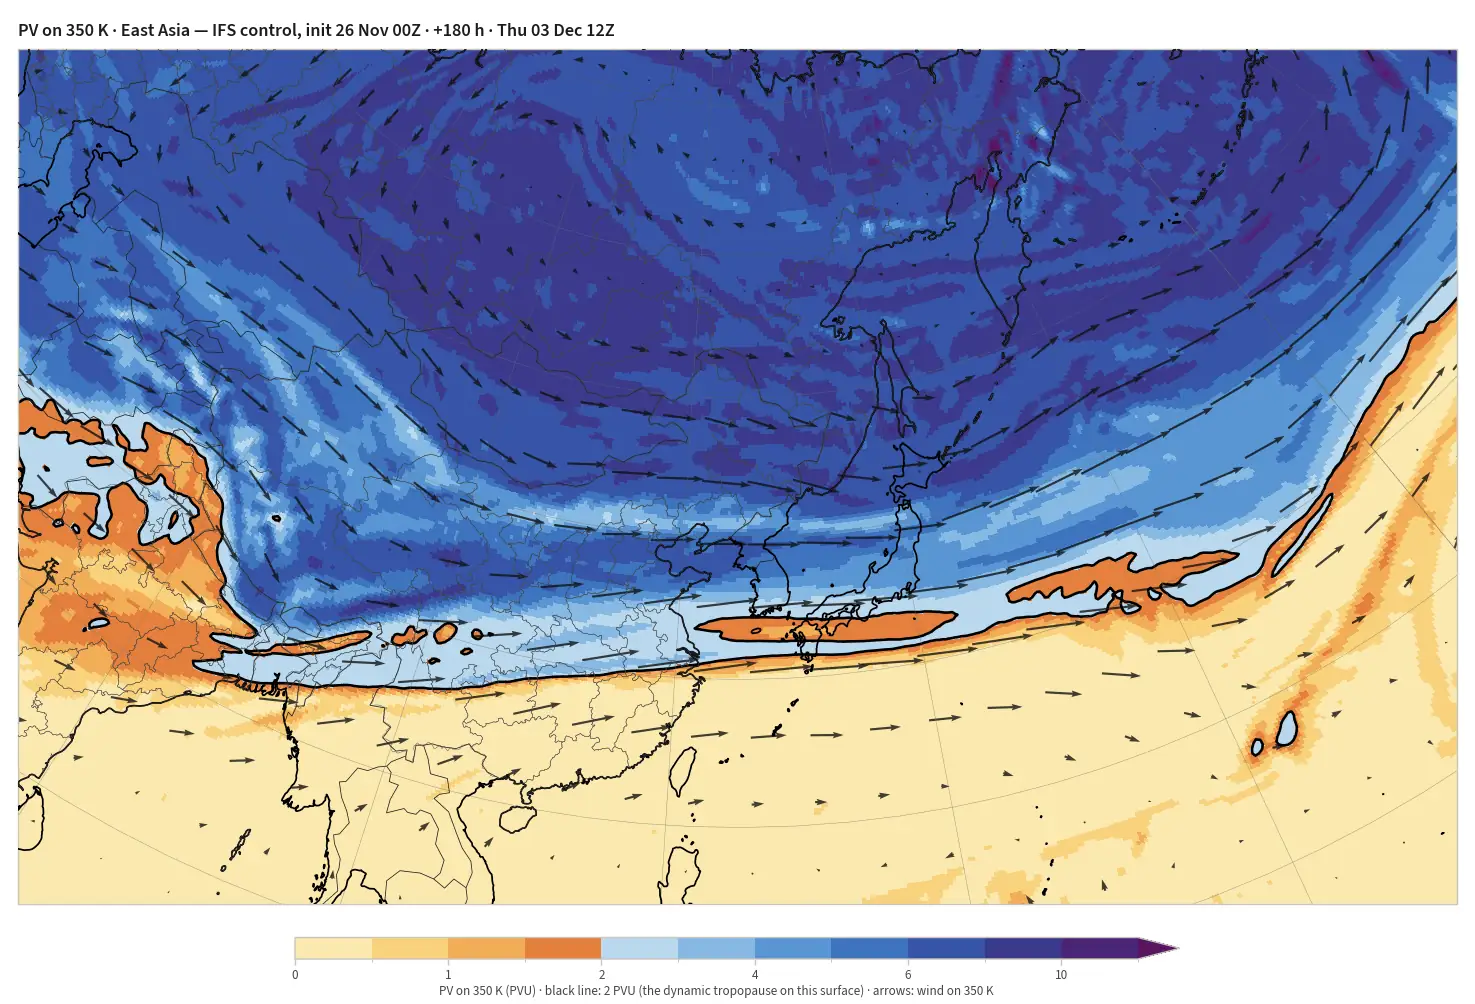 PV on 350 K · East Asia — IFS control, init 26 Nov 00Z · +180 h · Thu 03 Dec 12Z
0 1 2 4 6 10
PV on 350 K (PVU) · black line: 2 PVU (the dynamic tropopause on this surface) · arrows: wind on 350 K